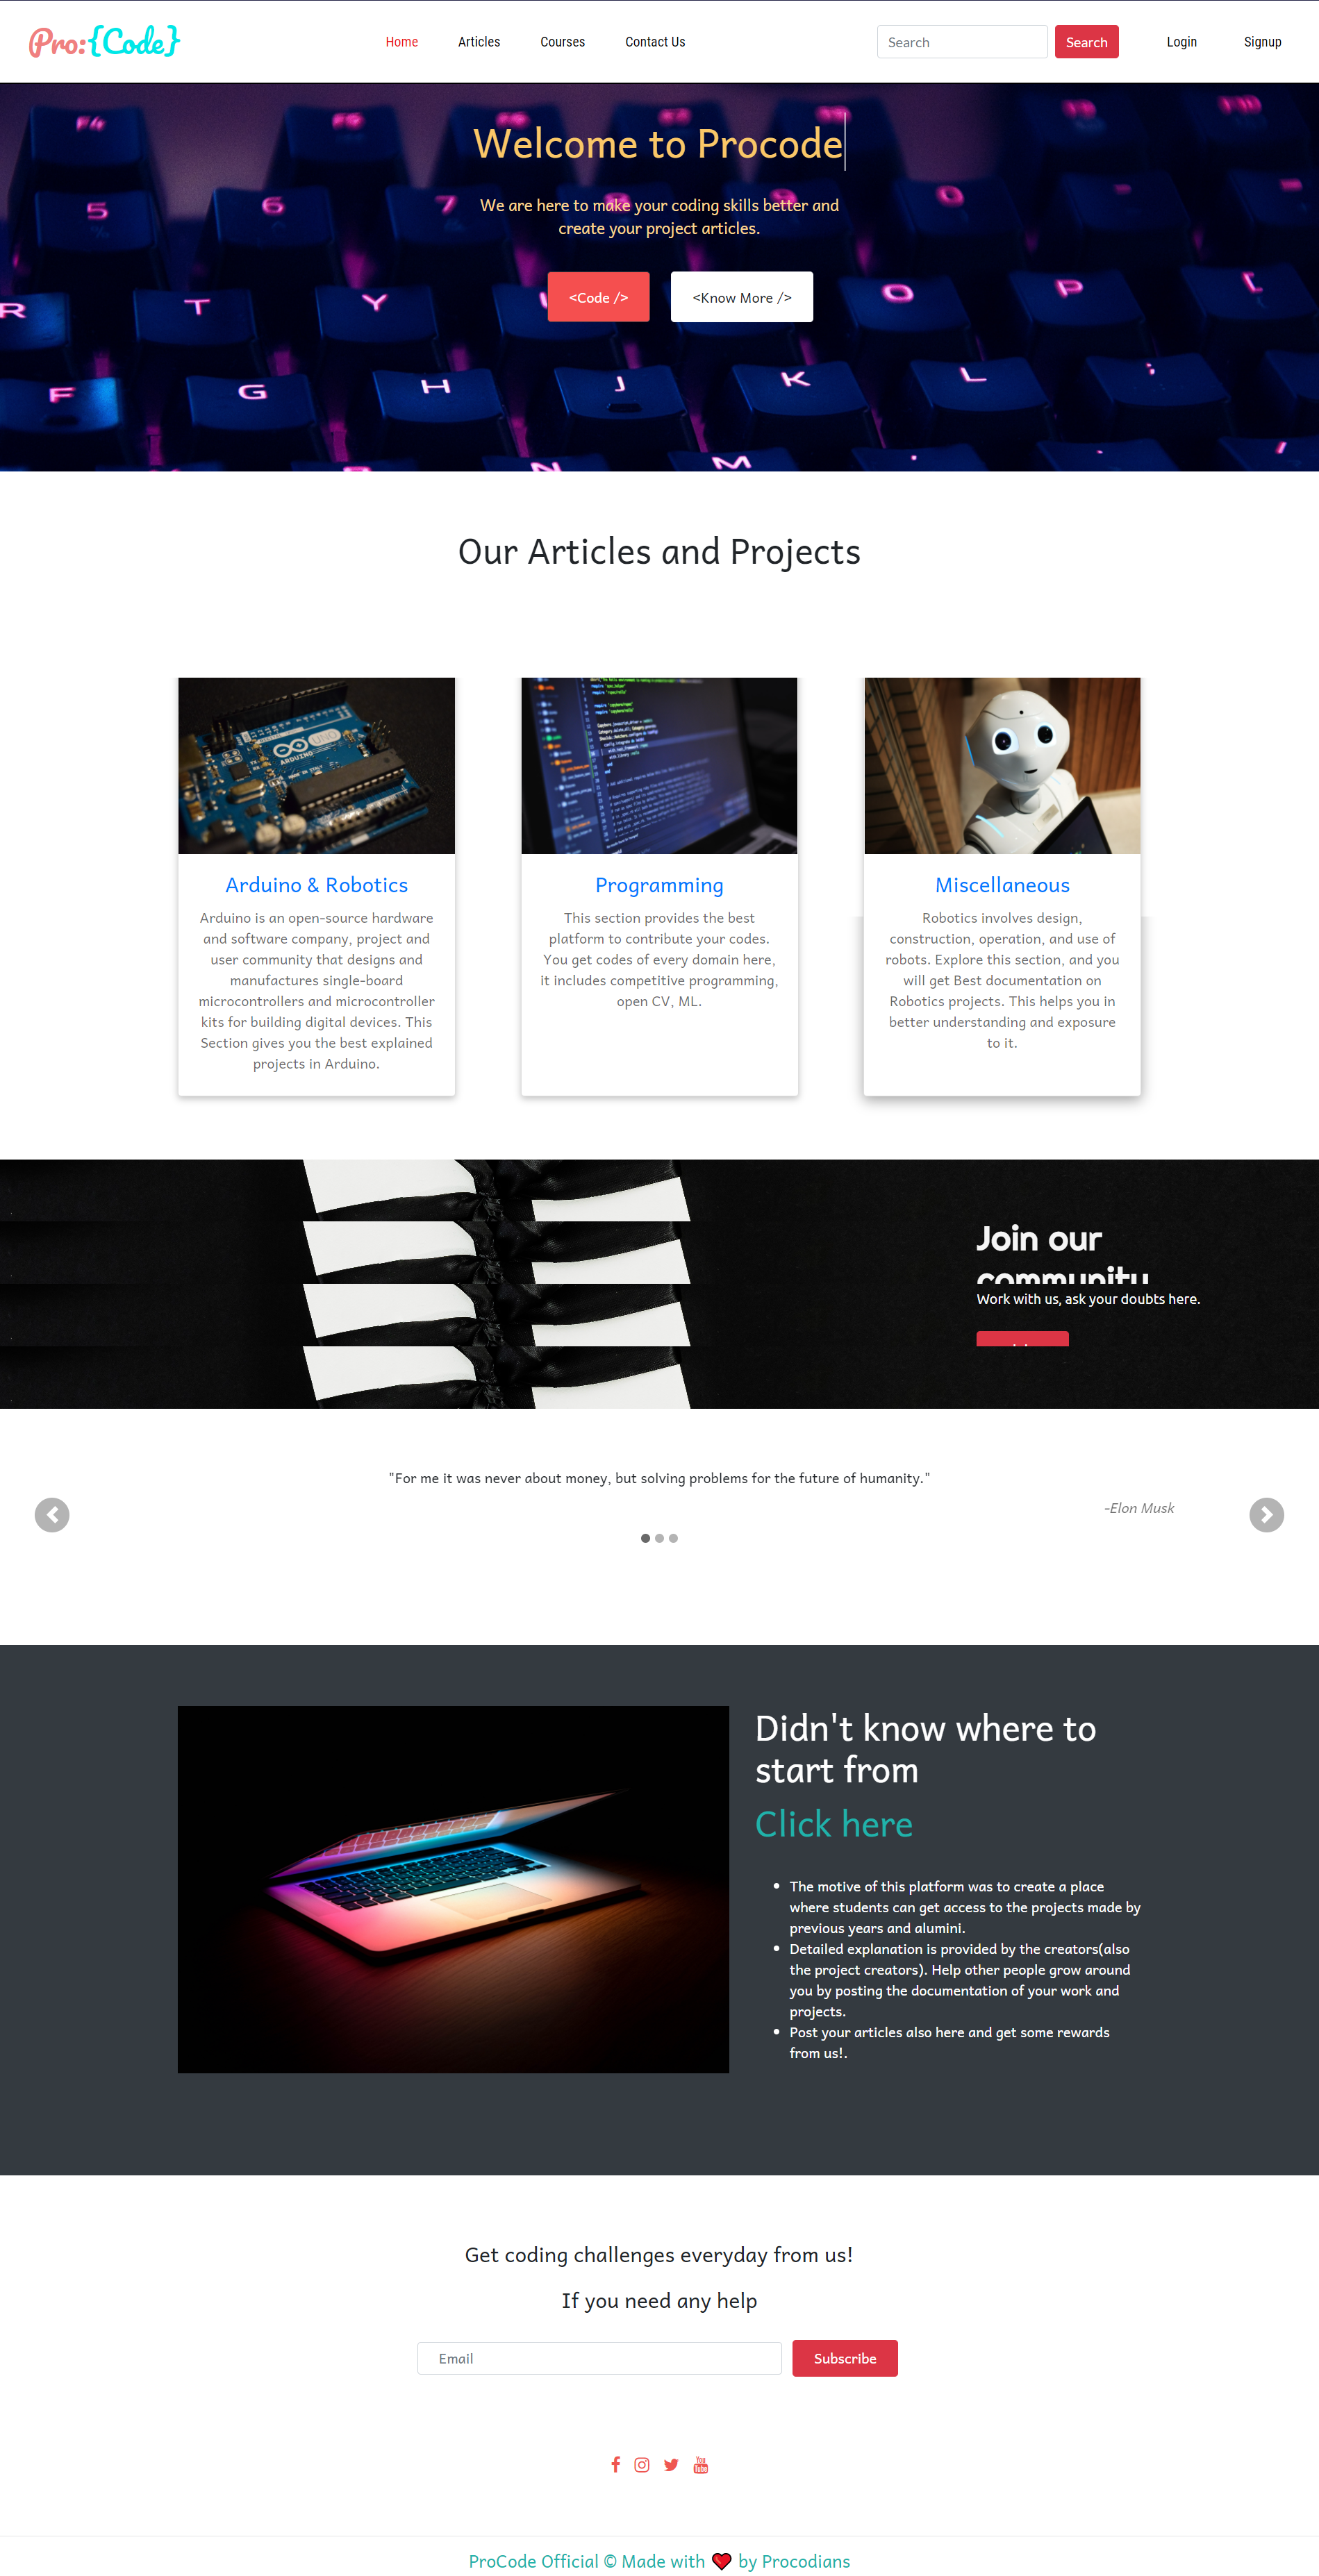 Pro:{Code}
Home
Articles
Courses
Contact Us
Search
Search
Login
Signup
Welcome to Procode
We are here to make your coding skills better and
create your project articles.
<Code />
<Know More />
F4
5
6
7
0
R
T
Y
O
P
F
G
H
J
K
L
N
M
Our Articles and Projects
ARDUINO
UNO
Arduino & Robotics
Arduino is an open-source hardware
and software company, project and
user community that designs and
manufactures single-board
microcontrollers and microcontroller
kits for building digital devices. This
Section gives you the best explained
projects in Arduino.
Programming
This section provides the best
platform to contribute your codes.
You get codes of every domain here,
it includes competitive programming,
open CV, ML.
Miscellaneous
Robotics involves design,
construction, operation, and use of
robots. Explore this section, and you
will get Best documentation on
Robotics projects. This helps you in
better understanding and exposure
to it.
Join our
community
Work with us, ask your doubts here.
"For me it was never about money, but solving problems for the future of humanity."
-Elon Musk
Didn't know where to
start from
Click here
• The motive of this platform was to create a place
where students can get access to the projects made by
previous years and alumini.
• Detailed explanation is provided by the creators(also
the project creators). Help other people grow around
you by posting the documentation of your work and
projects.
• Post your articles also here and get some rewards
from us!.
Get coding challenges everyday from us!
If you need any help
Email
Subscribe
You
Tube
ProCode Official © Made with ❤ by Procodians